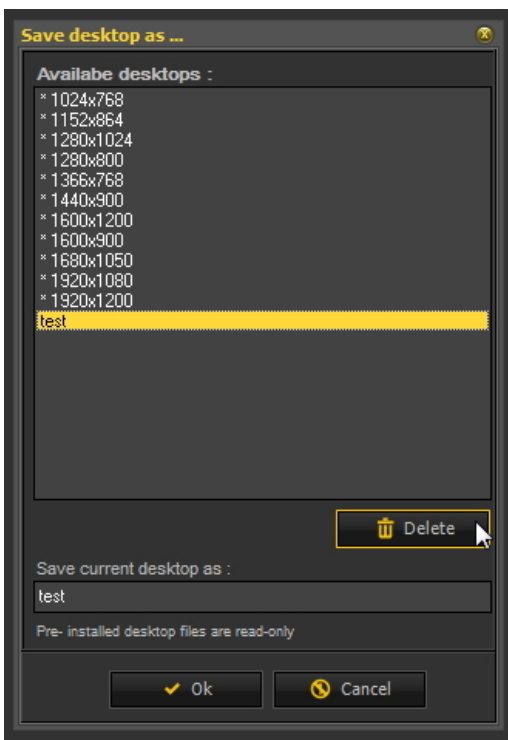 Save desktop as ...
Availabe desktops :
* 1024x768
* 1152x864
* 1280x1024
* 1280x800
* 1366x768
* 1440x900
* 1600x1200
* 1600x900
* 1680x1050
* 1920x1080
* 1920x1200
test
Delete
Save current desktop as :
test
Pre- installed desktop files are read-only
Ok
Cancel